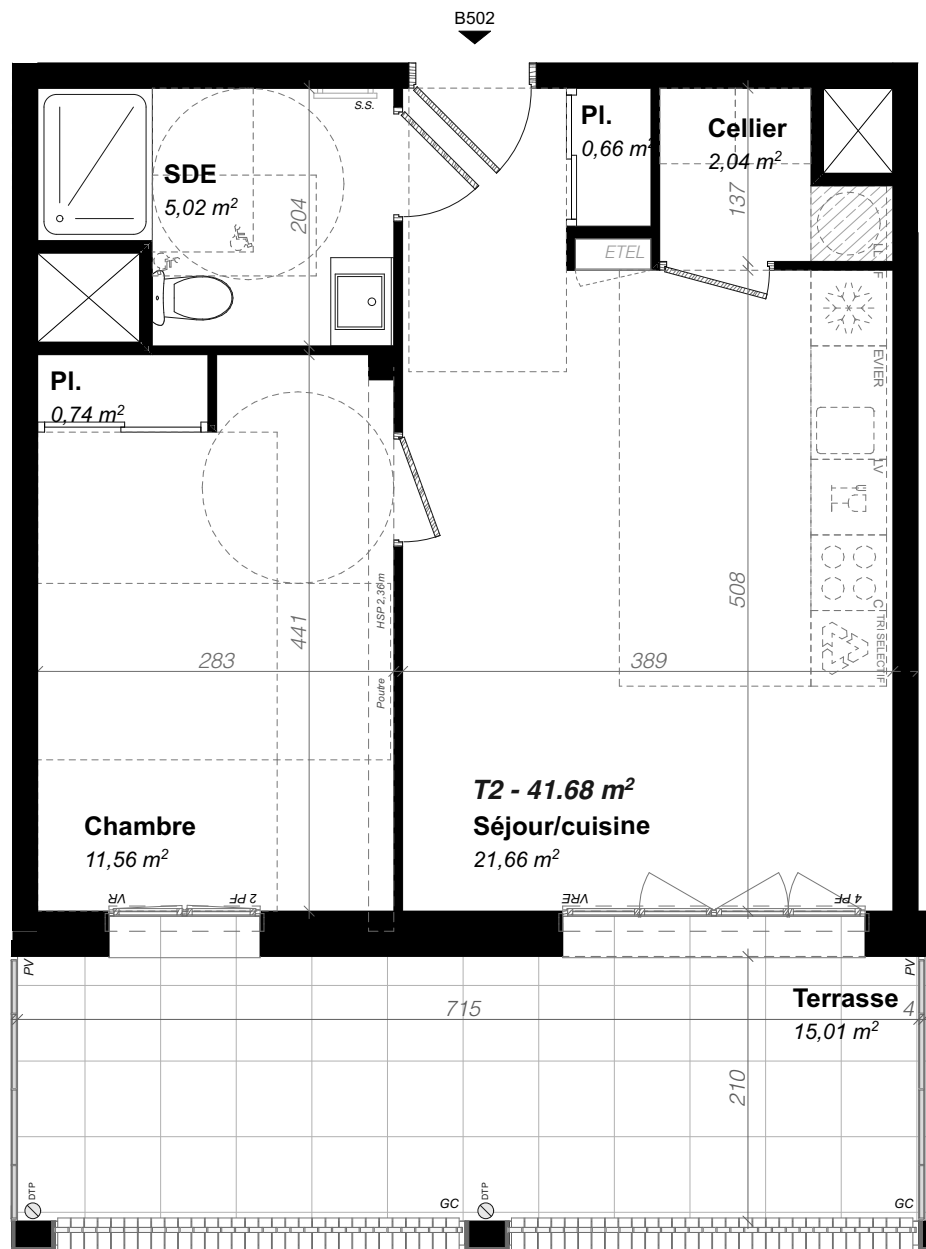 B502
s.s.
Pl.
0,66 m²
Cellier
2,04 m²
SDE
5,02 m²
204
137
ETEL
LL
F
EVIER
LV
C
TRI SELECTIF
Pl.
0,74 m²
HSP 2,36 m
Poutre
441
508
283
389
T2 - 41.68 m²
Séjour/cuisine
21,66 m²
Chambre
11,56 m²
VR
2 PF
VRE
4 PF
PV
PV
Terrasse
15,01 m²
715
4
210
DTP
GC
DTP
GC